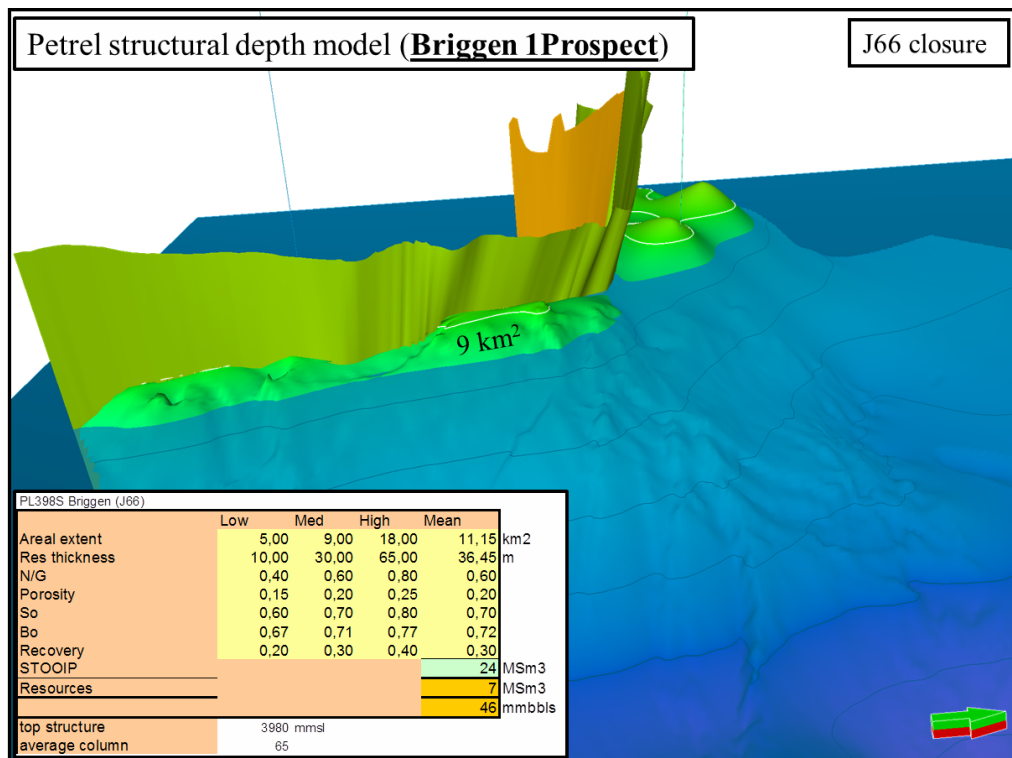 Petrel structural depth model (Briggen 1Prospect)
J66 closure
9 km²
PL398S Briggen (J66)
Low Med High Mean
Areal extent 5,00 9,00 18,00 11,15 km2
Res thickness 10,00 30,00 65,00 36,45 m
N/G 0,40 0,60 0,80 0,60
Porosity 0,15 0,20 0,25 0,20
So 0,60 0,70 0,80 0,70
Bo 0,67 0,71 0,77 0,72
Recovery 0,20 0,30 0,40 0,30
STOOIP 24 MSm3
Resources 7 MSm3
46 mmbbls
top structure 3980 mmsl
average column 65